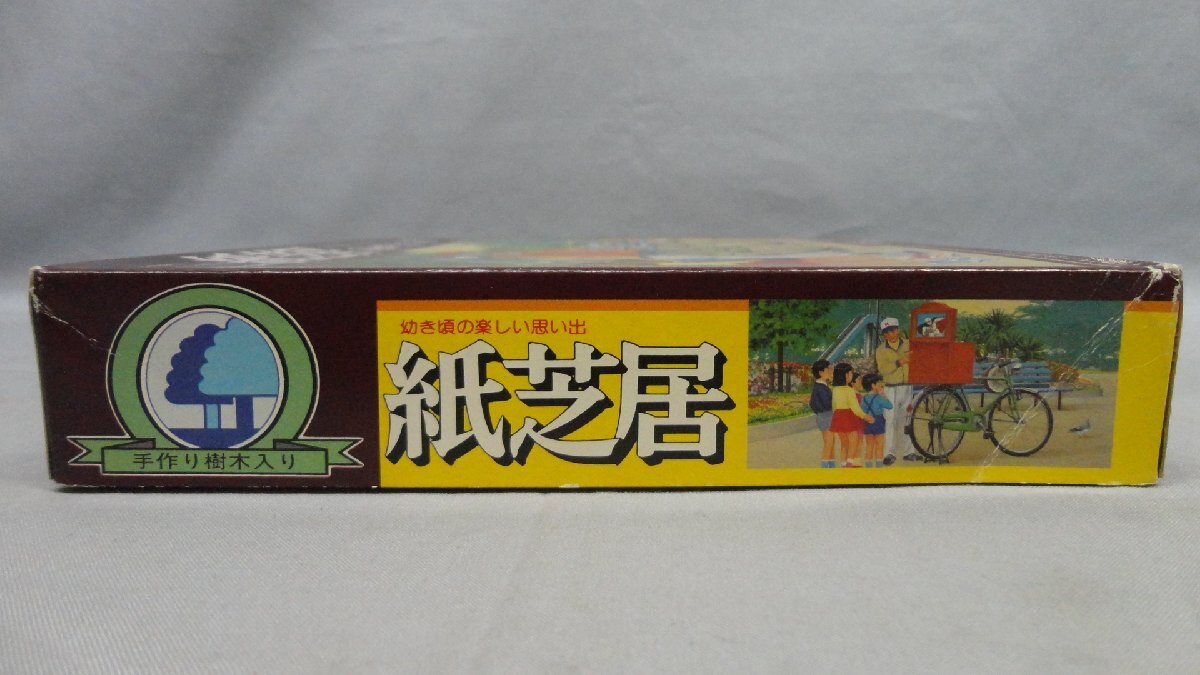 幼き頃の楽しい思い出
紙芝居
手作り樹木入り